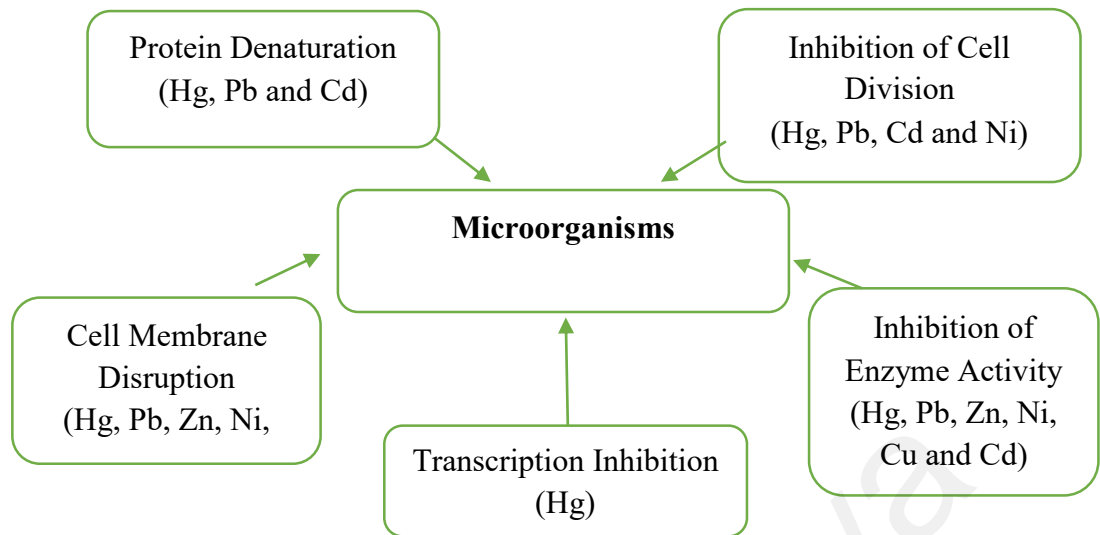 Protein Denaturation
(Hg, Pb and Cd)
Inhibition of Cell
Division
(Hg, Pb, Cd and Ni)
Microorganisms
Cell Membrane
Disruption
(Hg, Pb, Zn, Ni,
Transcription Inhibition
(Hg)
Inhibition of
Enzyme Activity
(Hg, Pb, Zn, Ni,
Cu and Cd)